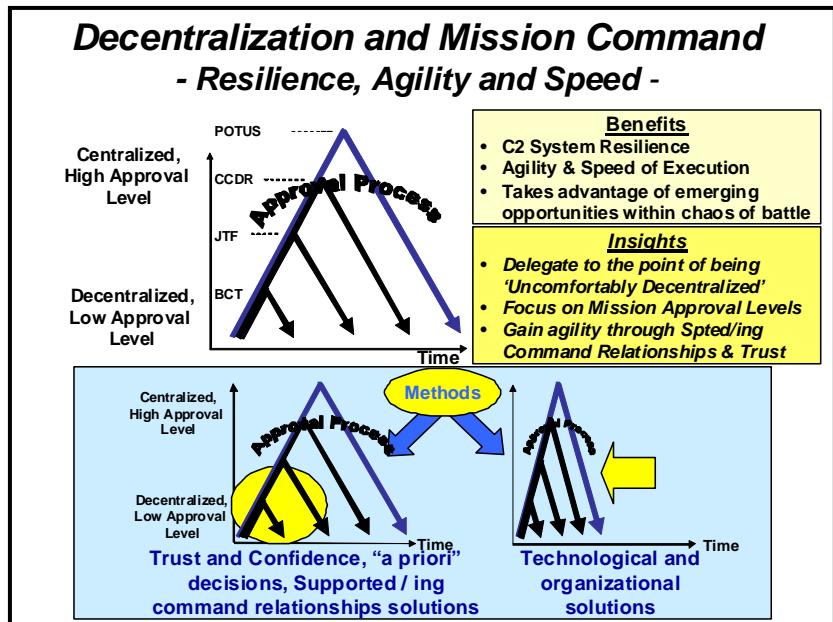 Decentralization and Mission Command
- Resilience, Agility and Speed -
POTUS
Centralized,
High Approval
Level
CCDR
Approval Process
JTF
Decentralized,
Low Approval
Level
BCT
Time
Benefits
• C2 System Resilience
• Agility & Speed of Execution
• Takes advantage of emerging
opportunities within chaos of battle
Insights
• Delegate to the point of being
‘Uncomfortably Decentralized’
• Focus on Mission Approval Levels
• Gain agility through Spted/ing
Command Relationships & Trust
Methods
Centralized,
High Approval
Level
Approval Process
Decentralized,
Low Approval
Level
Time
Trust and Confidence, “a priori”
decisions, Supported / ing
command relationships solutions
Approval Process
Time
Technological and
organizational
solutions